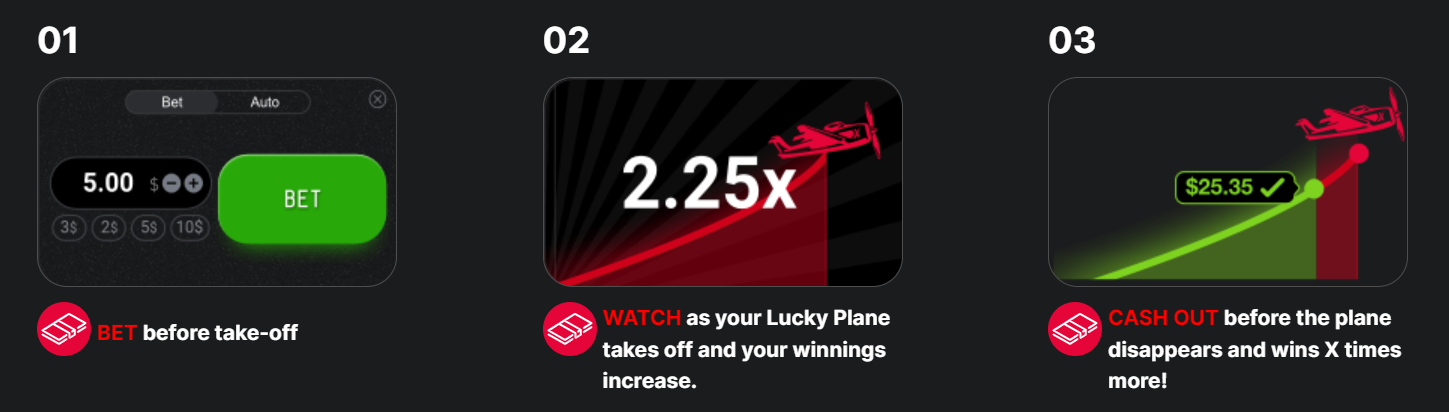 01
Bet Auto
5.00 $
BET
3$ 2$ 5$ 10$
BET before take-off
02
2.25x
X
WATCH as your Lucky Plane
takes off and your winnings
increase.
03
X
$25.35
CASH OUT before the plane
disappears and wins X times
more!